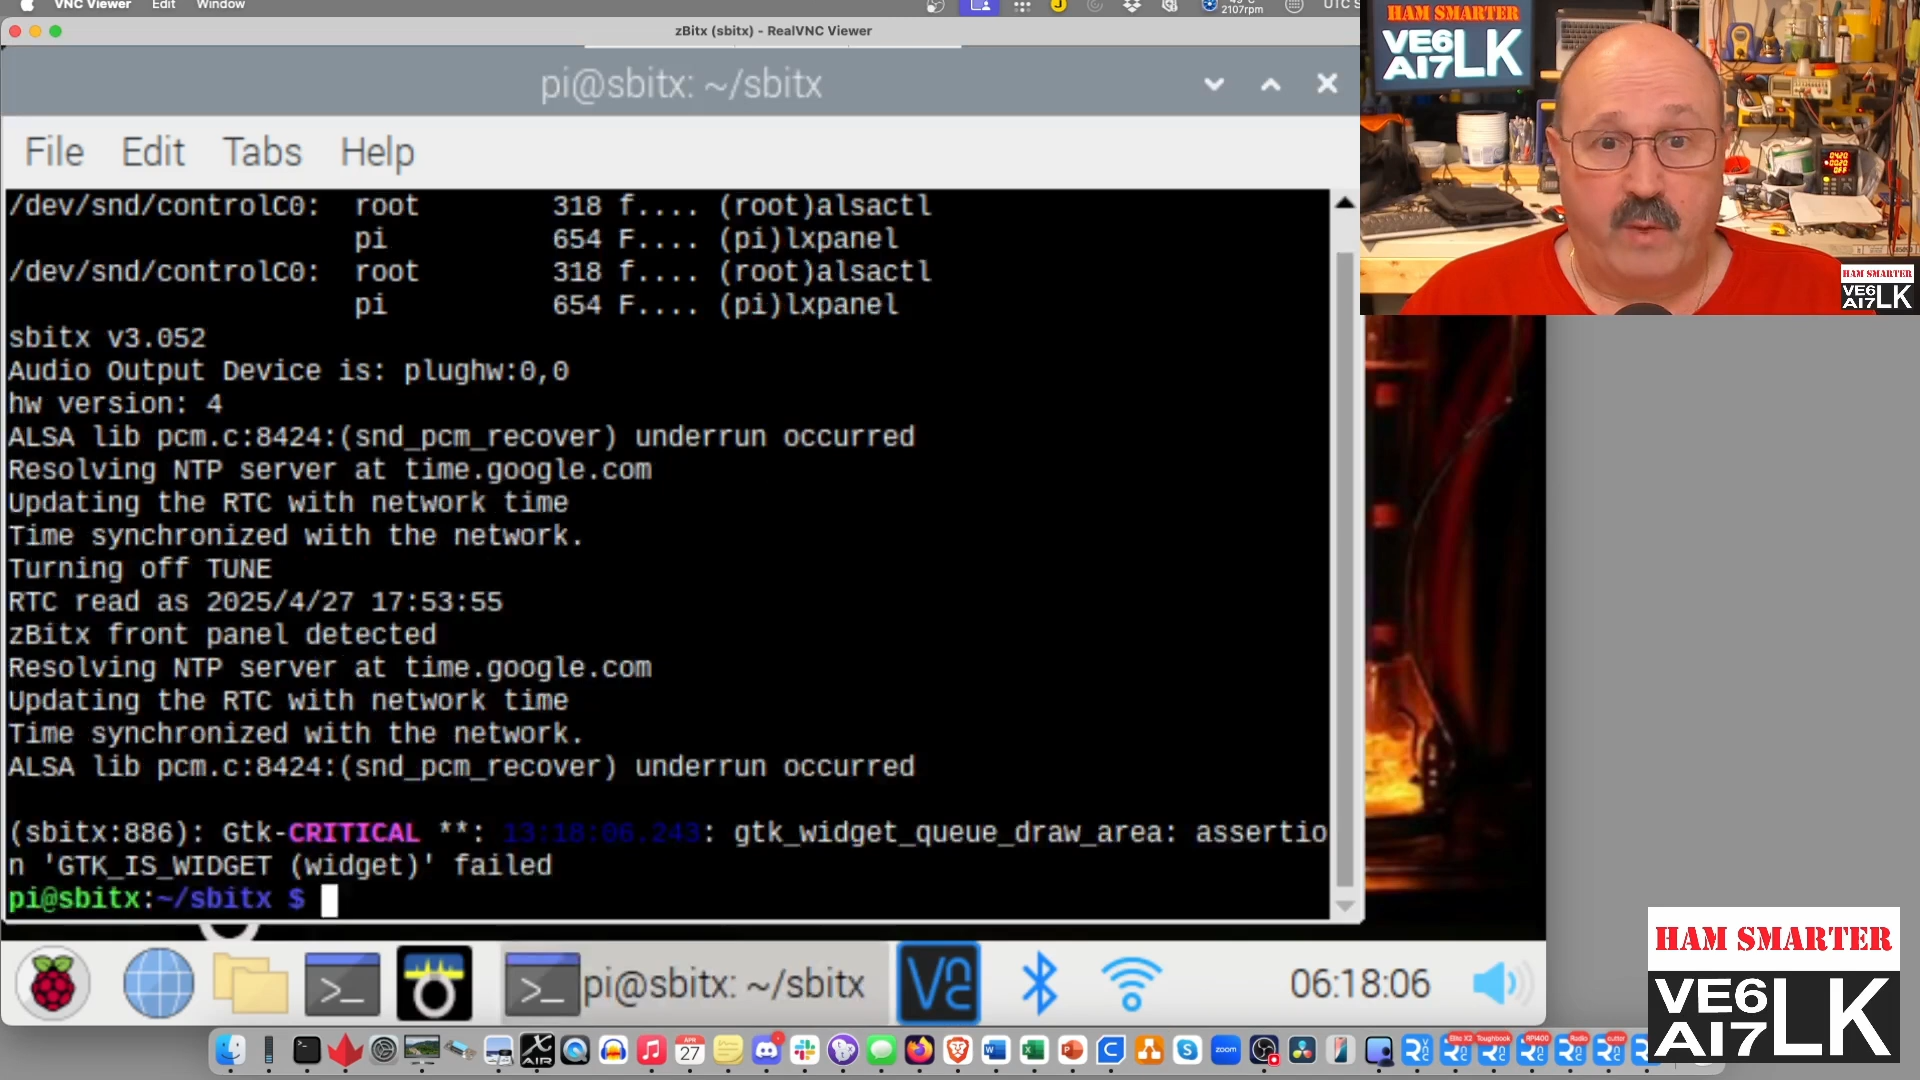 VNC Viewer Edit Window
2107rpm
zBitx (sbitx) - RealVNC Viewer
pi@sbitx: ~/sbitx
File Edit Tabs Help
/dev/snd/controlC0: root 318 f.... (root)alsactl
pi 654 F.... (pi)lxpanel
/dev/snd/controlC0: root 318 f.... (root)alsactl
pi 654 F.... (pi)lxpanel
sbitx v3.052
Audio Output Device is: plughw:0,0
hw version: 4
ALSA lib pcm.c:8424:(snd_pcm_recover) underrun occurred
Resolving NTP server at time.google.com
Updating the RTC with network time
Time synchronized with the network.
Turning off TUNE
RTC read as 2025/4/27 17:53:55
zBitx front panel detected
Resolving NTP server at time.google.com
Updating the RTC with network time
Time synchronized with the network.
ALSA lib pcm.c:8424:(snd_pcm_recover) underrun occurred
(sbitx:886): Gtk-CRITICAL **: 13:18:06.243: gtk_widget_queue_draw_area: assertio
n 'GTK_IS_WIDGET (widget)' failed
pi@sbitx:~/sbitx $
pi@sbitx: ~/sbitx
06:18:06
HAM SMARTER
VE6
AI7LK
HAM SMARTER
VE6
AI7LK
HAM SMARTER
VE6
AI7LK
APR
27
zoom